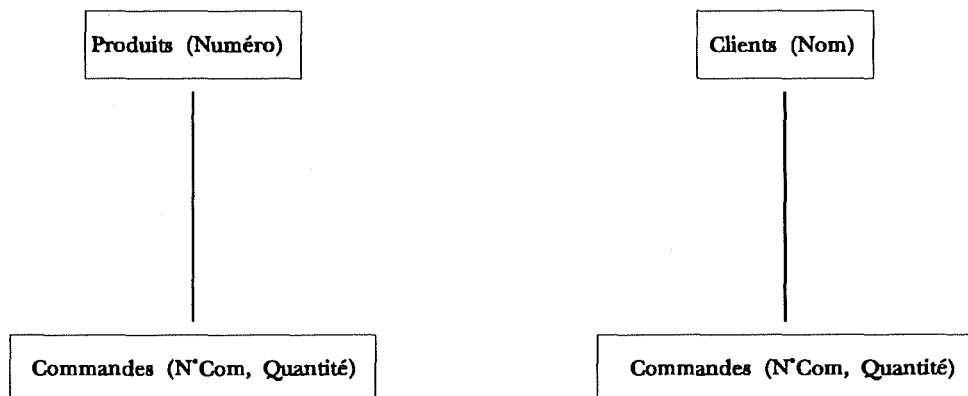 Produits (Numéro)
Clients (Nom)
Commandes (N°Com, Quantité)
Commandes (N°Com, Quantité)